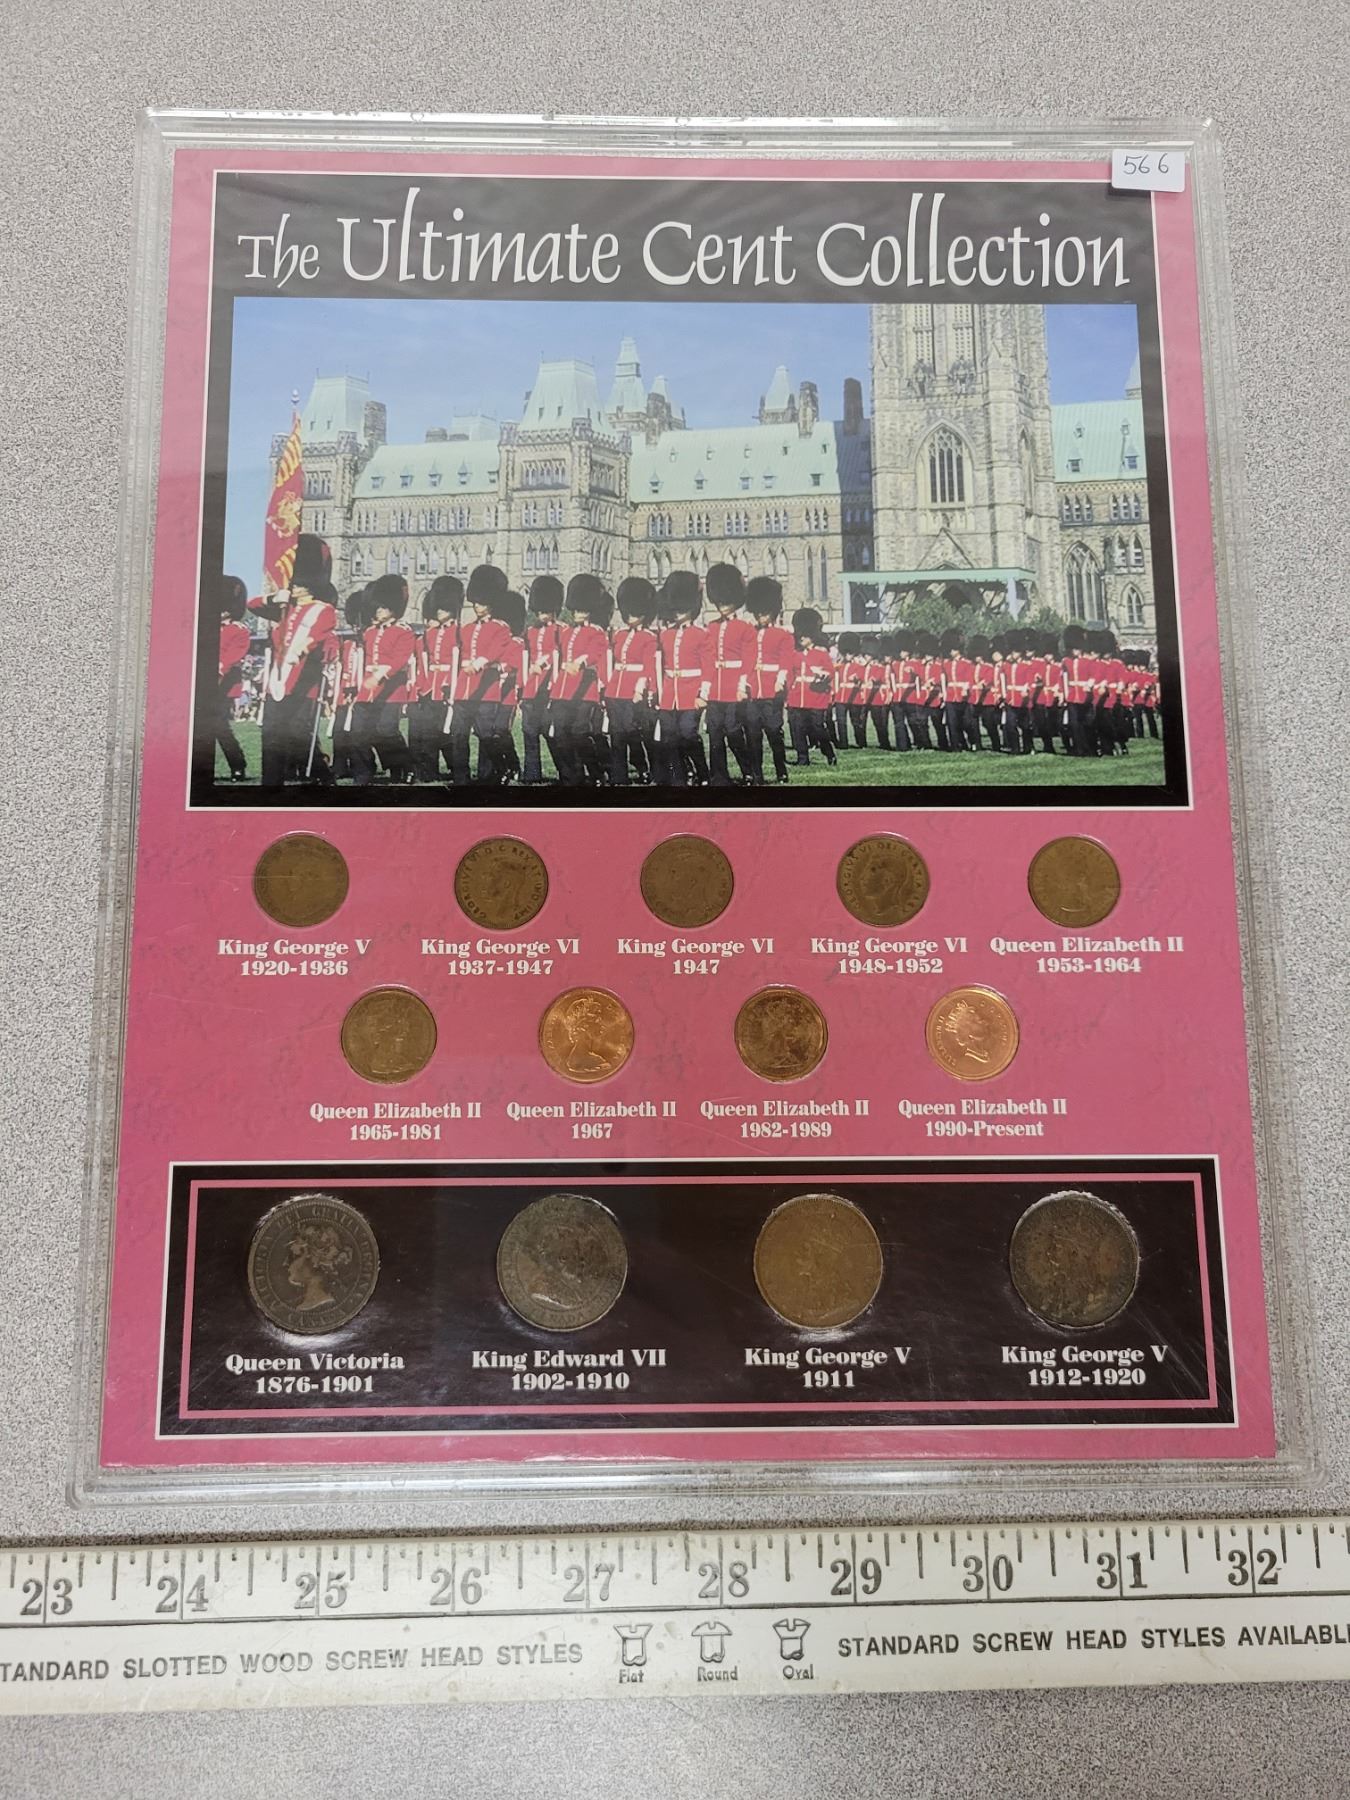 566
The Ultimate Cent Collection
King George V
1920-1936
King George VI
1937-1947
King George VI
1947
King George VI
1948-1952
Queen Elizabeth II
1953-1964
Queen Elizabeth II
1965-1981
Queen Elizabeth II
1967
Queen Elizabeth II
1982-1989
Queen Elizabeth II
1990-Present
Queen Victoria
1876-1901
King Edward VII
1902-1910
King George V
1911
King George V
1912-1920
23 24 25 26 27 28 29 30 31 32
TANDARD SLOTTED WOOD SCREW HEAD STYLES Flat Round Oval STANDARD SCREW HEAD STYLES AVAILABL